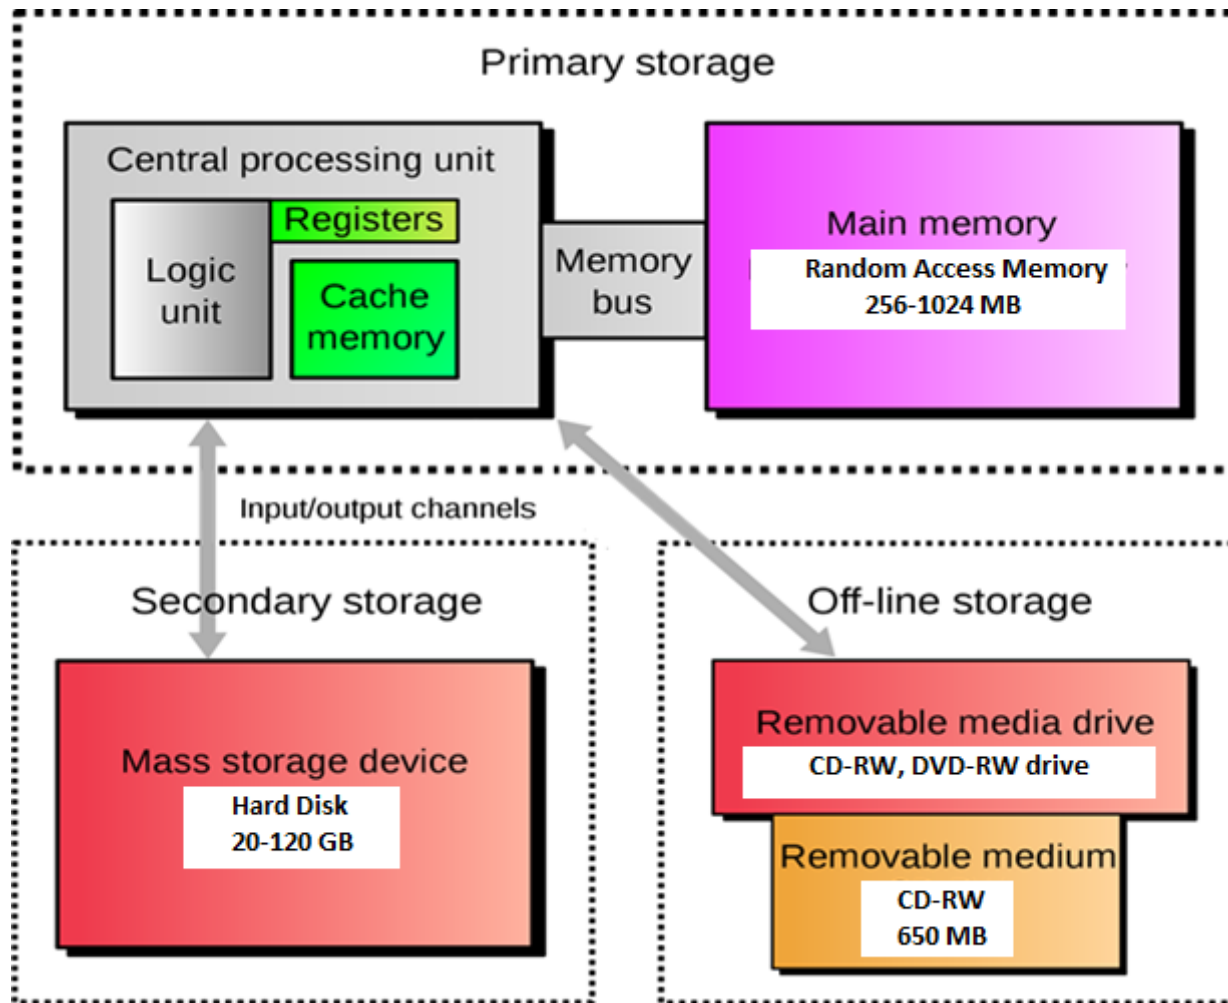 Primary storage
Central processing unit
Registers
Logic
unit
Cache
memory
Memory
bus
Main memory
Random Access Memory
256-1024 MB
Input/output channels
Secondary storage
Mass storage device
Hard Disk
20-120 GB
Off-line storage
Removable media drive
CD-RW, DVD-RW drive
Removable medium
CD-RW
650 MB